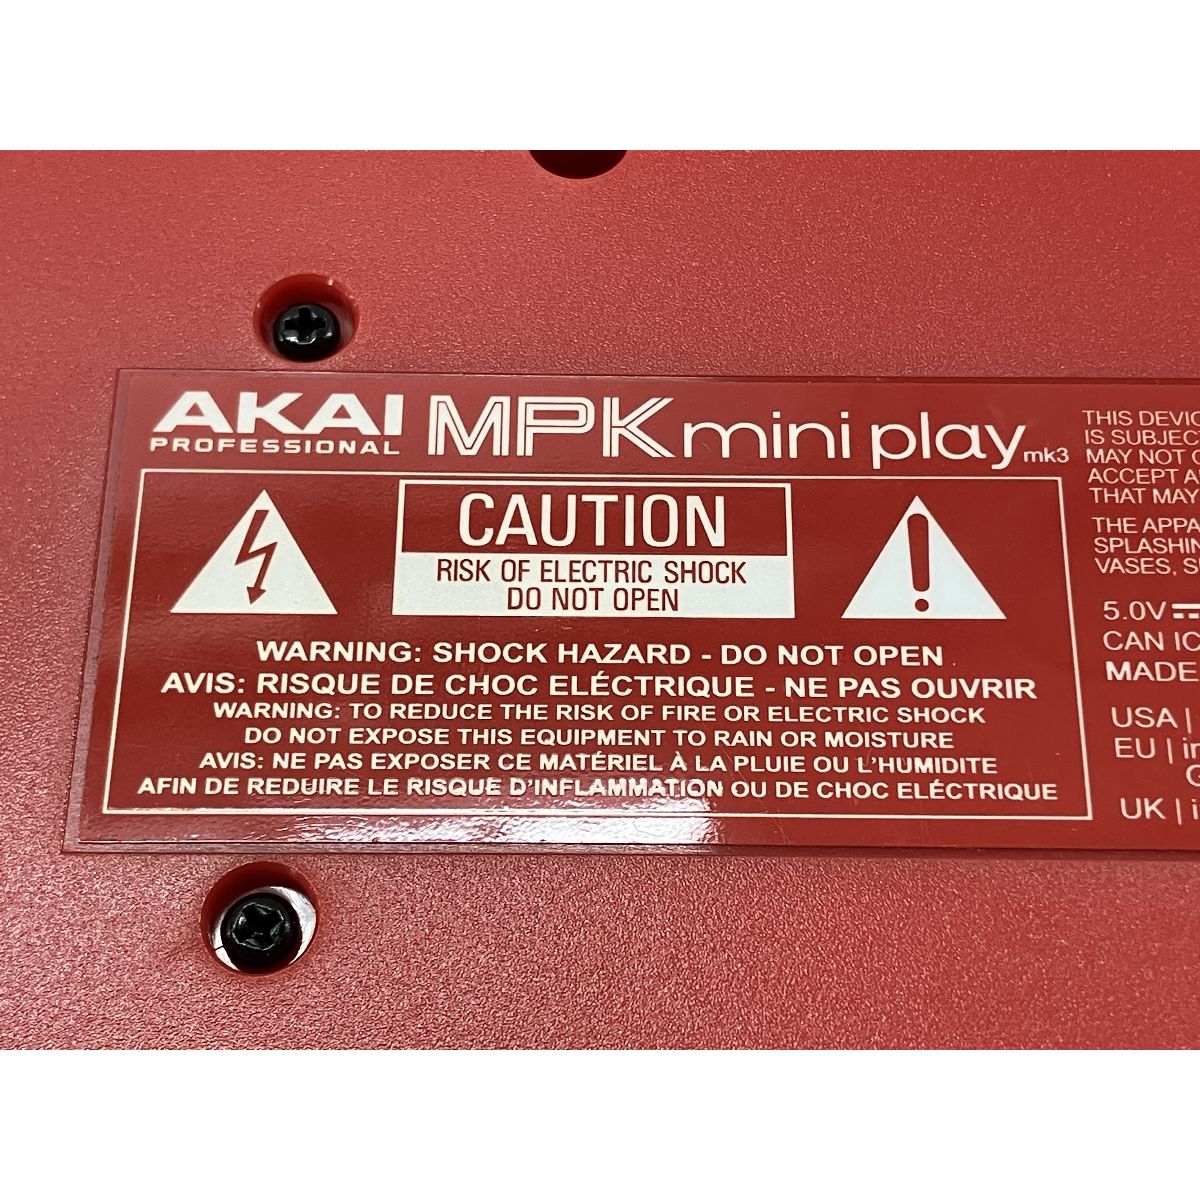 AKAI
PROFESSIONAL
MPK mini play mk3
CAUTION
RISK OF ELECTRIC SHOCK
DO NOT OPEN
WARNING: SHOCK HAZARD - DO NOT OPEN
AVIS: RISQUE DE CHOC ELÉCTRIQUE - NE PAS OUVRIR
WARNING: TO REDUCE THE RISK OF FIRE OR ELECTRIC SHOCK
DO NOT EXPOSE THIS EQUIPMENT TO RAIN OR MOISTURE
AVIS: NE PAS EXPOSER CE MATÉRIEL À LA PLUIE OU L'HUMIDITE
AFIN DE REDUIRE LE RISQUE D'INFLAMMATION OU DE CHOC ELÉCTRIQUE
THIS
IS
MAY NOT
ACCEPT
THAT MAY
THE
VASES,
5.0V
CAN
MADE
USA |
EU |
UK |